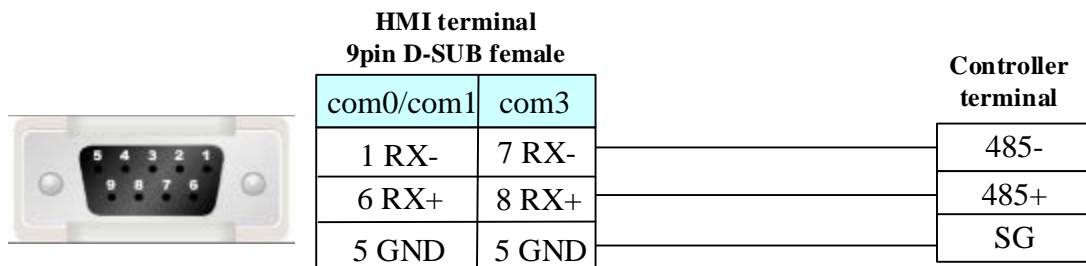 HMI terminal
9pin D-SUB female
Controller
terminal
com0/com1 com3
1 RX- 7 RX- 485-
6 RX+ 8 RX+ 485+
5 GND 5 GND SG
5 4 3 2 1
9 8 7 6